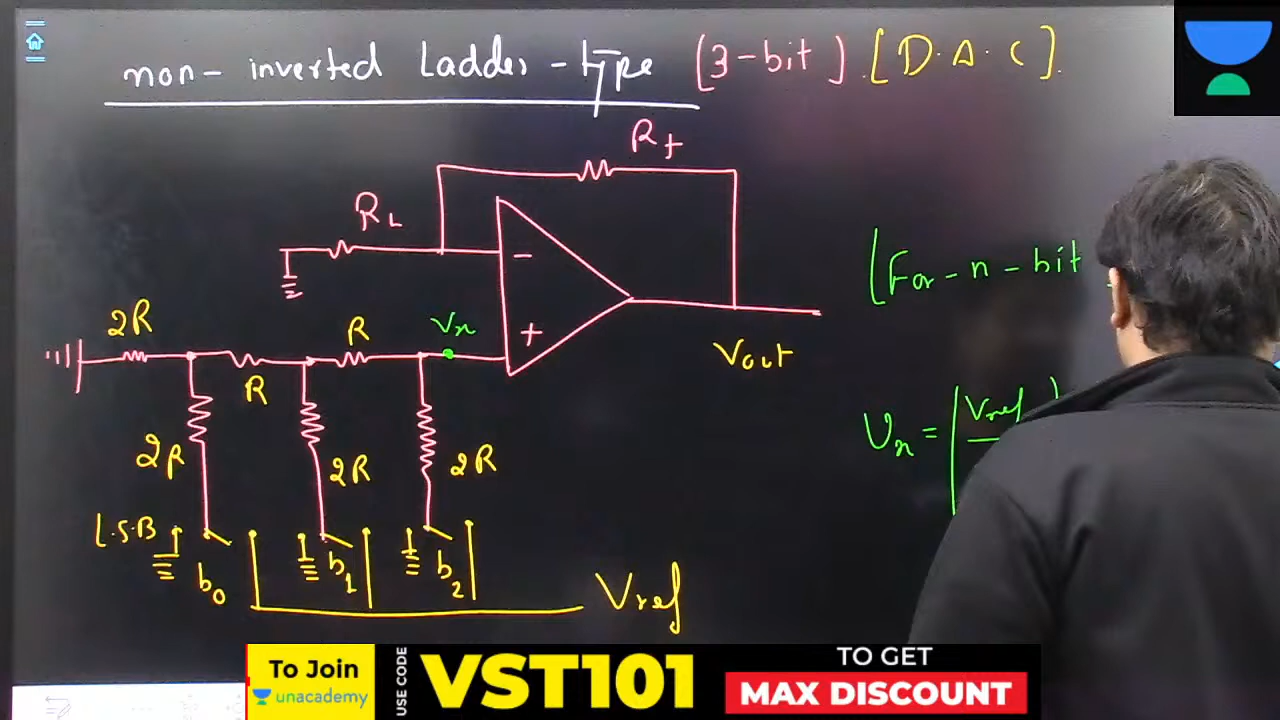 non- inverted Ladder-type [3-bit] [D.A.C].
Rf
RL
[For-n-bit
2R
R
Vx
-
+
R
Vout
Vx = Vref
2R
2R
2R
L.S.B
b0
b1
b2
Vref
To Join
unacademy
USE CODE
VST101
TO GET
MAX DISCOUNT